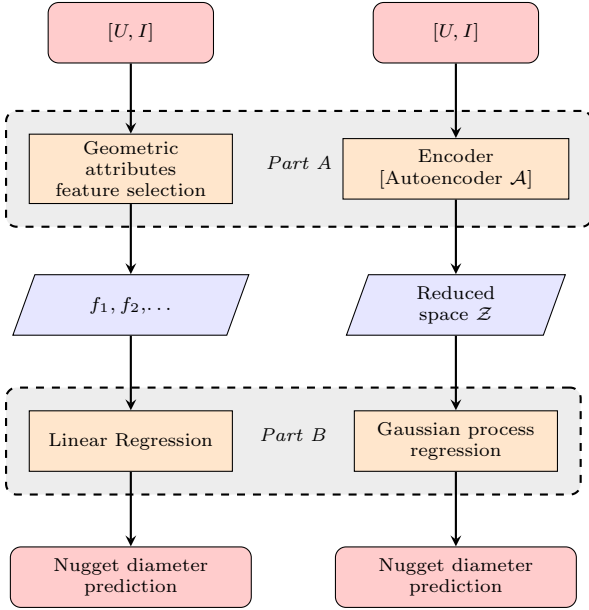 [U, I]
[U, I]
Geometric
attributes
feature selection
Part A
Encoder
[Autoencoder 𝒜]
f₁, f₂,...
Reduced
space 𝒵
Linear Regression
Part B
Gaussian process
regression
Nugget diameter
prediction
Nugget diameter
prediction